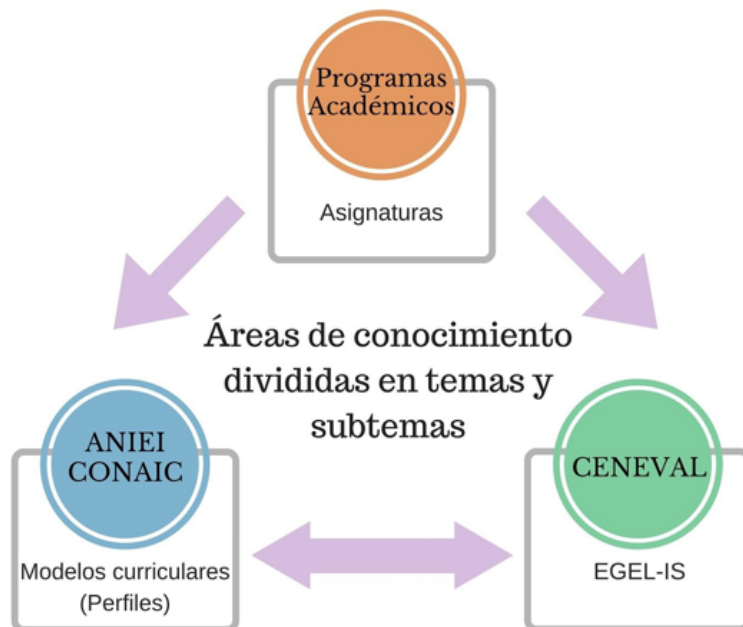 Programas
Académicos
Asignaturas
Áreas de conocimiento
divididas en temas y
subtemas
ANIEI
CONAIC
Modelos curriculares
(Perfiles)
CENEVAL
EGEL-IS